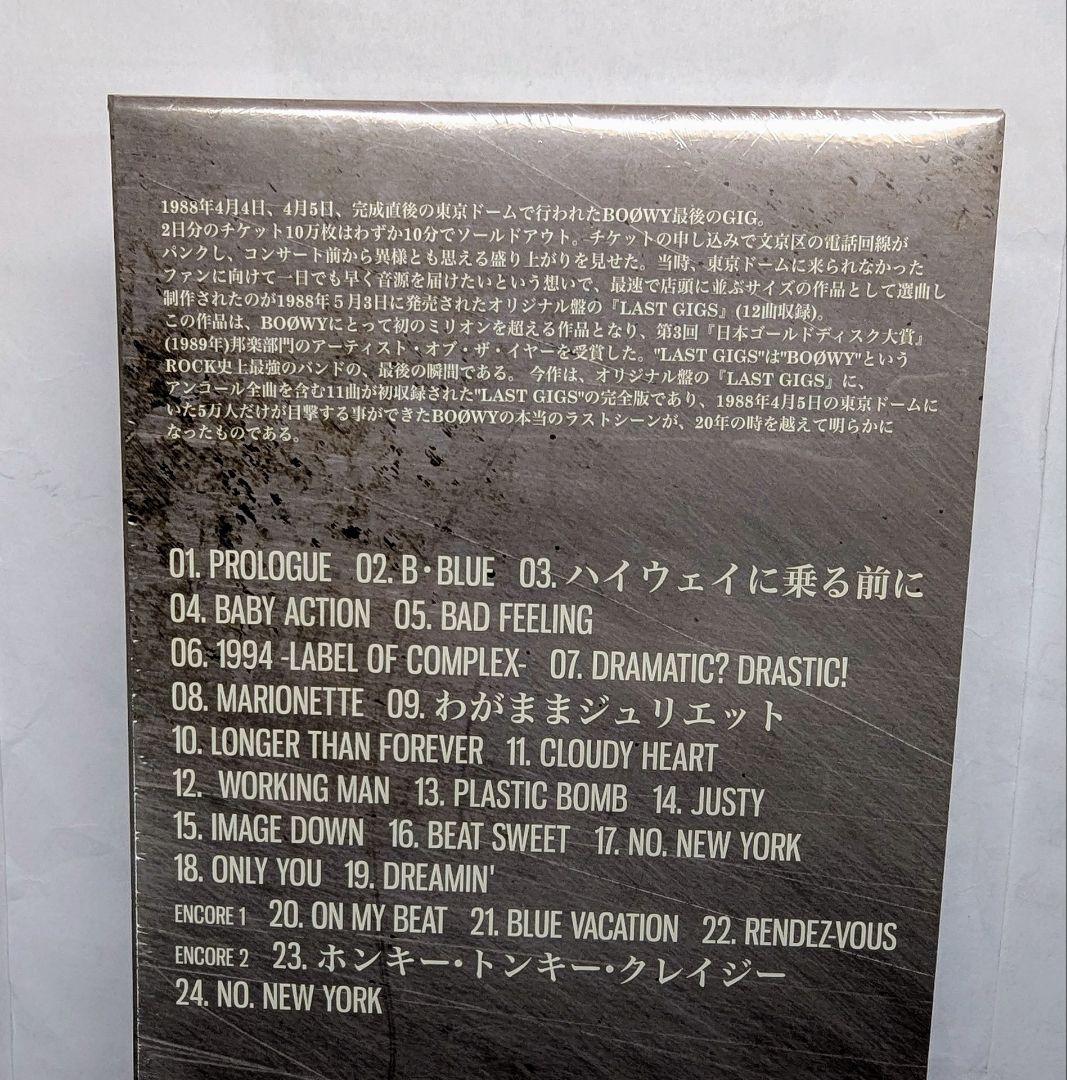 1988年4月4日、4月5日、完成直後の東京ドームで行われたBOØWY最後のGIG。
2日分のチケット10万枚はわずか10分でソールドアウト。チケットの申し込みで文京区の電話回線が
パンクし、コンサート前から異様とも思える盛り上がりを見せた。当時、東京ドームに来られなかった
ファンに向けて一日でも早く音源を届けたいという想いで、最速で店頭に並ぶサイズの作品として選曲し
制作されたのが1988年5月3日に発売されたオリジナル盤の『LAST GIGS』(12曲収録)。
この作品は、BOØWYにとって初のミリオンを超える作品となり、第3回『日本ゴールドディスク大賞』
(1989年)邦楽部門のアーティスト・オブ・ザ・イヤーを受賞した。"LAST GIGS"は"BOØWY"という
ROCK史上最強のバンドの、最後の瞬間である。今作は、オリジナル盤の『LAST GIGS』に、
アンコール全曲を含む11曲が初収録された"LAST GIGS"の完全版であり、1988年4月5日の東京ドームに
いた5万人だけが目撃する事ができたBOØWYの本当のラストシーンが、20年の時を越えて明らかに
なったものである。
01. PROLOGUE 02. B・BLUE 03. ハイウェイに乗る前に
04. BABY ACTION 05. BAD FEELING
06. 1994 -LABEL OF COMPLEX- 07. DRAMATIC? DRASTIC!
08. MARIONETTE 09. わがままジュリエット
10. LONGER THAN FOREVER 11. CLOUDY HEART
12. WORKING MAN 13. PLASTIC BOMB 14. JUSTY
15. IMAGE DOWN 16. BEAT SWEET 17. NO. NEW YORK
18. ONLY YOU 19. DREAMIN'
ENCORE 1 20. ON MY BEAT 21. BLUE VACATION 22. RENDEZ-VOUS
ENCORE 2 23. ホンキー・トンキー・クレイジー
24. NO. NEW YORK